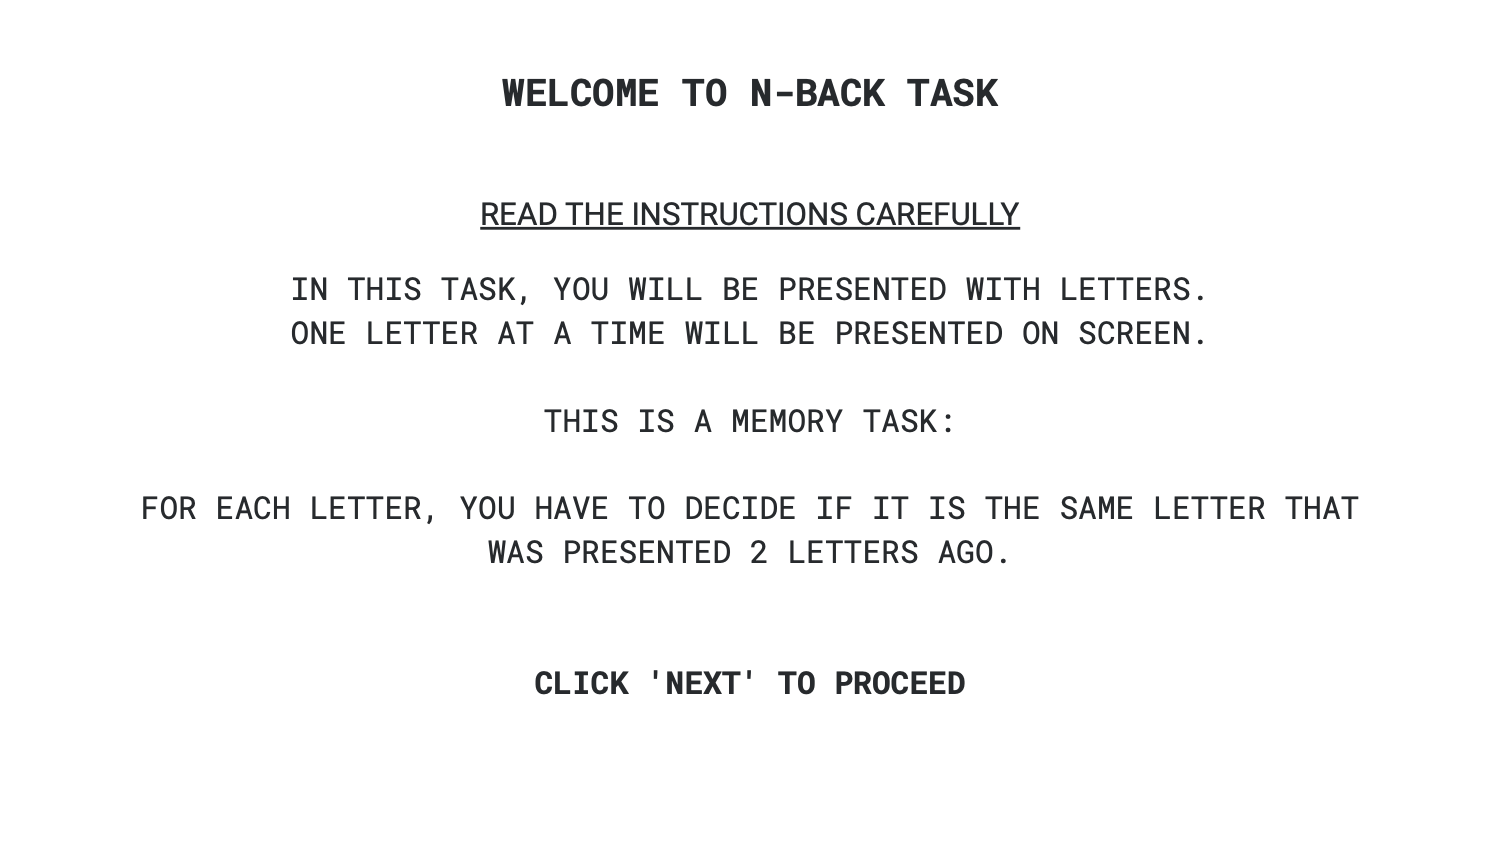 WELCOME TO N-BACK TASK
READ THE INSTRUCTIONS CAREFULLY
IN THIS TASK, YOU WILL BE PRESENTED WITH LETTERS.
ONE LETTER AT A TIME WILL BE PRESENTED ON SCREEN.
THIS IS A MEMORY TASK:
FOR EACH LETTER, YOU HAVE TO DECIDE IF IT IS THE SAME LETTER THAT
WAS PRESENTED 2 LETTERS AGO.
CLICK 'NEXT' TO PROCEED